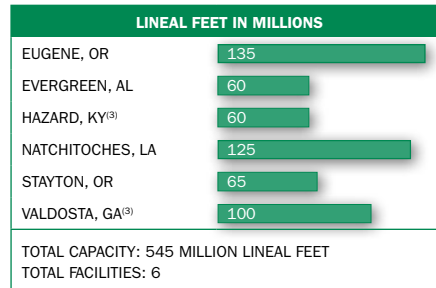 LINEAL FEET IN MILLIONS
EUGENE, OR 135
EVERGREEN, AL 60
HAZARD, KY(3) 60
NATCHITOCHES, LA 125
STAYTON, OR 65
VALDOSTA, GA(3) 100
TOTAL CAPACITY: 545 MILLION LINEAL FEET
TOTAL FACILITIES: 6